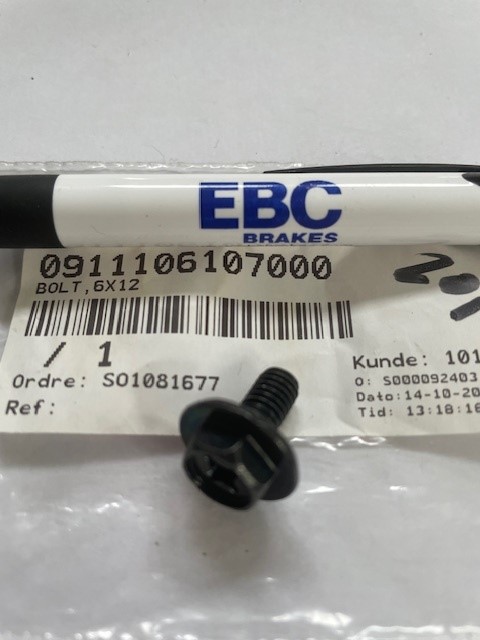 EBC
BRAKES
0911106107000
BOLT,6X12
/ 1
Ordre: SO1081677
Ref:
Kunde: 101
O: S000092403
Dato:14-10-20
Tid: 13:18:16